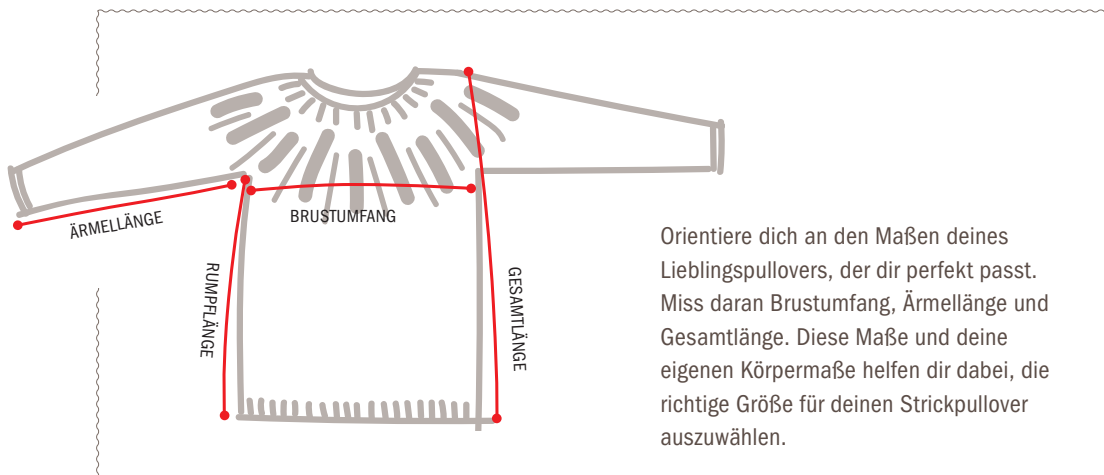 ÄRMELLÄNGE
BRUSTUMFANG
RUMPFLÄNGE
GESAMTLÄNGE
Orientiere dich an den Maßen deines
Lieblingspullovers, der dir perfekt passt.
Miss daran Brustumfang, Ärmellänge und
Gesamtlänge. Diese Maße und deine
eigenen Körpermaße helfen dir dabei, die
richtige Größe für deinen Strickpullover
auszuwählen.